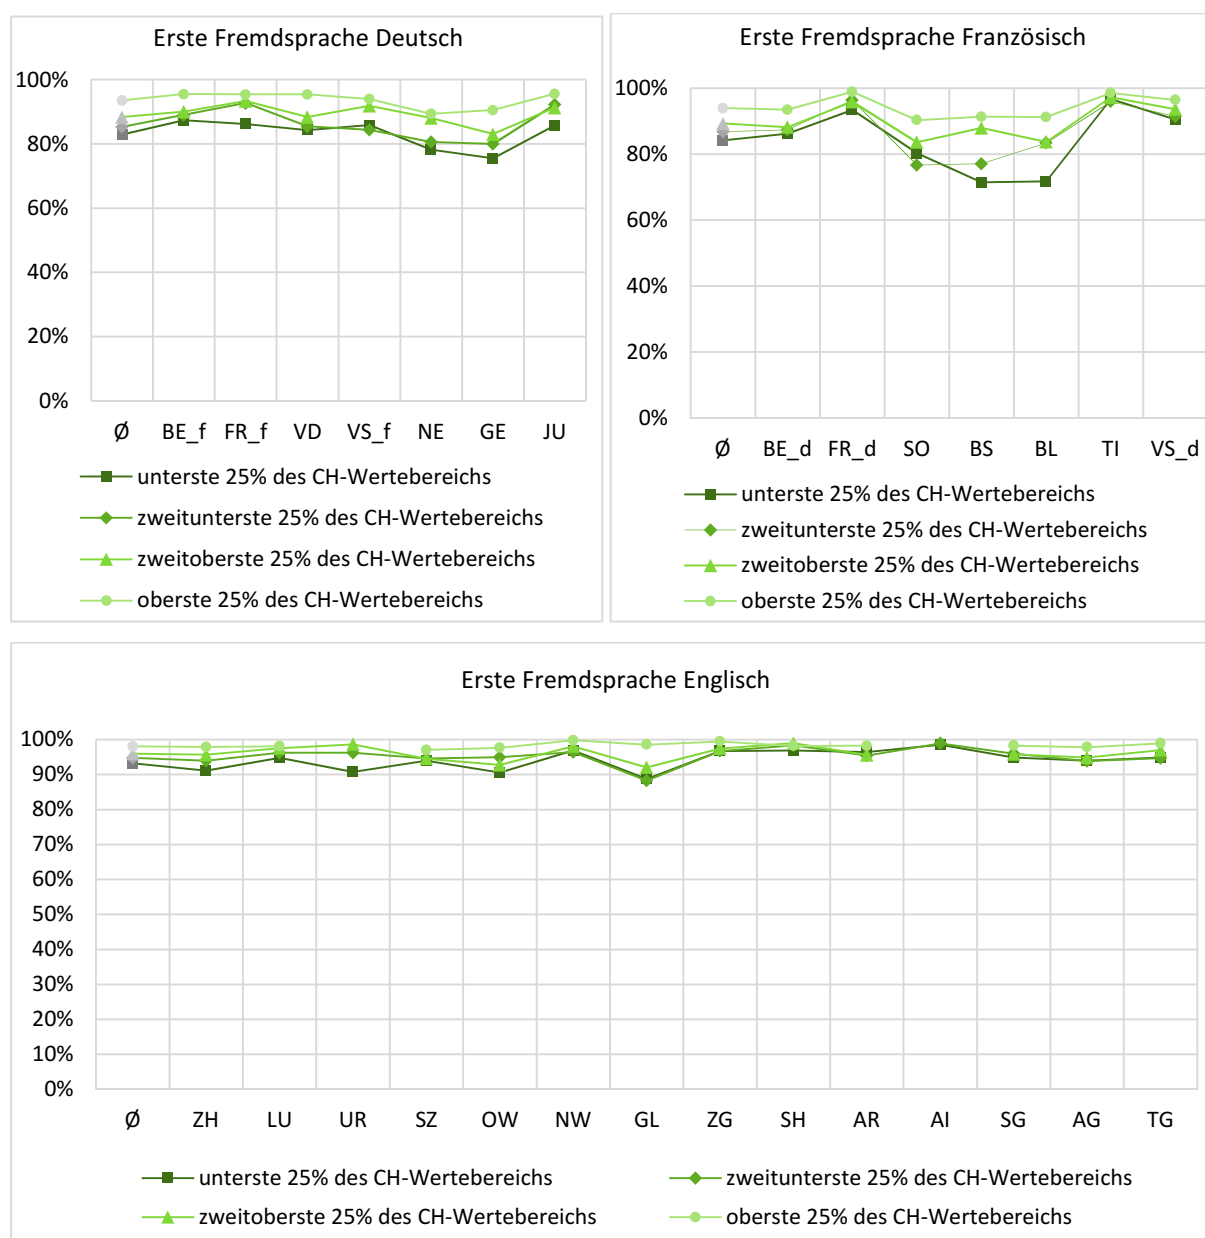 Erste Fremdsprache Deutsch
100%
80%
60%
40%
20%
0%
Ø BE_f FR_f VD VS_f NE GE JU
unterste 25% des CH-Wertebereichs
zweitunterste 25% des CH-Wertebereichs
zweitoberste 25% des CH-Wertebereichs
oberste 25% des CH-Wertebereichs
Erste Fremdsprache Französisch
100%
80%
60%
40%
20%
0%
Ø BE_d FR_d SO BS BL TI VS_d
unterste 25% des CH-Wertebereichs
zweitunterste 25% des CH-Wertebereichs
zweitoberste 25% des CH-Wertebereichs
oberste 25% des CH-Wertebereichs
Erste Fremdsprache Englisch
100%
90%
80%
70%
60%
50%
40%
30%
20%
10%
0%
Ø ZH LU UR SZ OW NW GL ZG SH AR AI SG AG TG
unterste 25% des CH-Wertebereichs zweitunterste 25% des CH-Wertebereichs
zweitoberste 25% des CH-Wertebereichs oberste 25% des CH-Wertebereichs